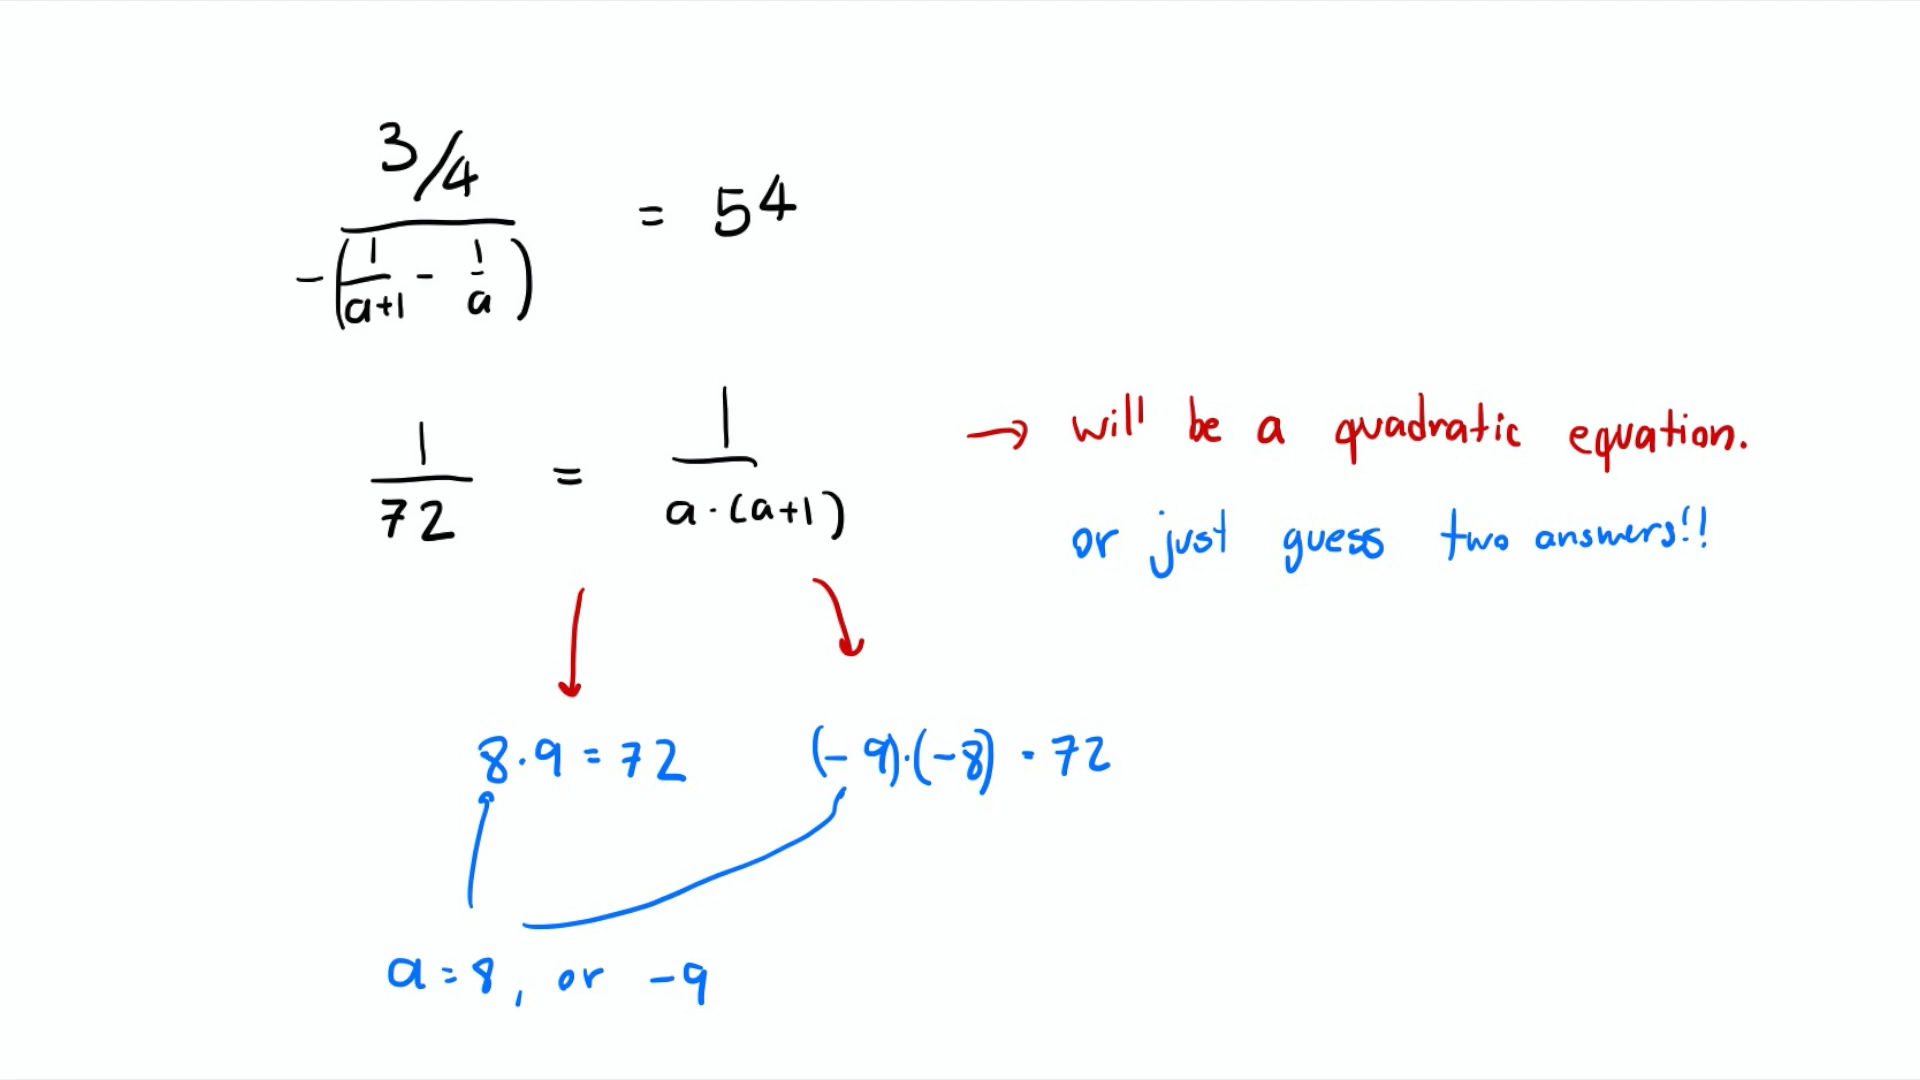 3/4
-(1/(a+1) - 1/a) = 54
1/72 = 1/(a·(a+1)) → will be a quadratic equation.
or just guess two answers!!
8·9 = 72 (-9)·(-8) = 72
a = 8, or -9